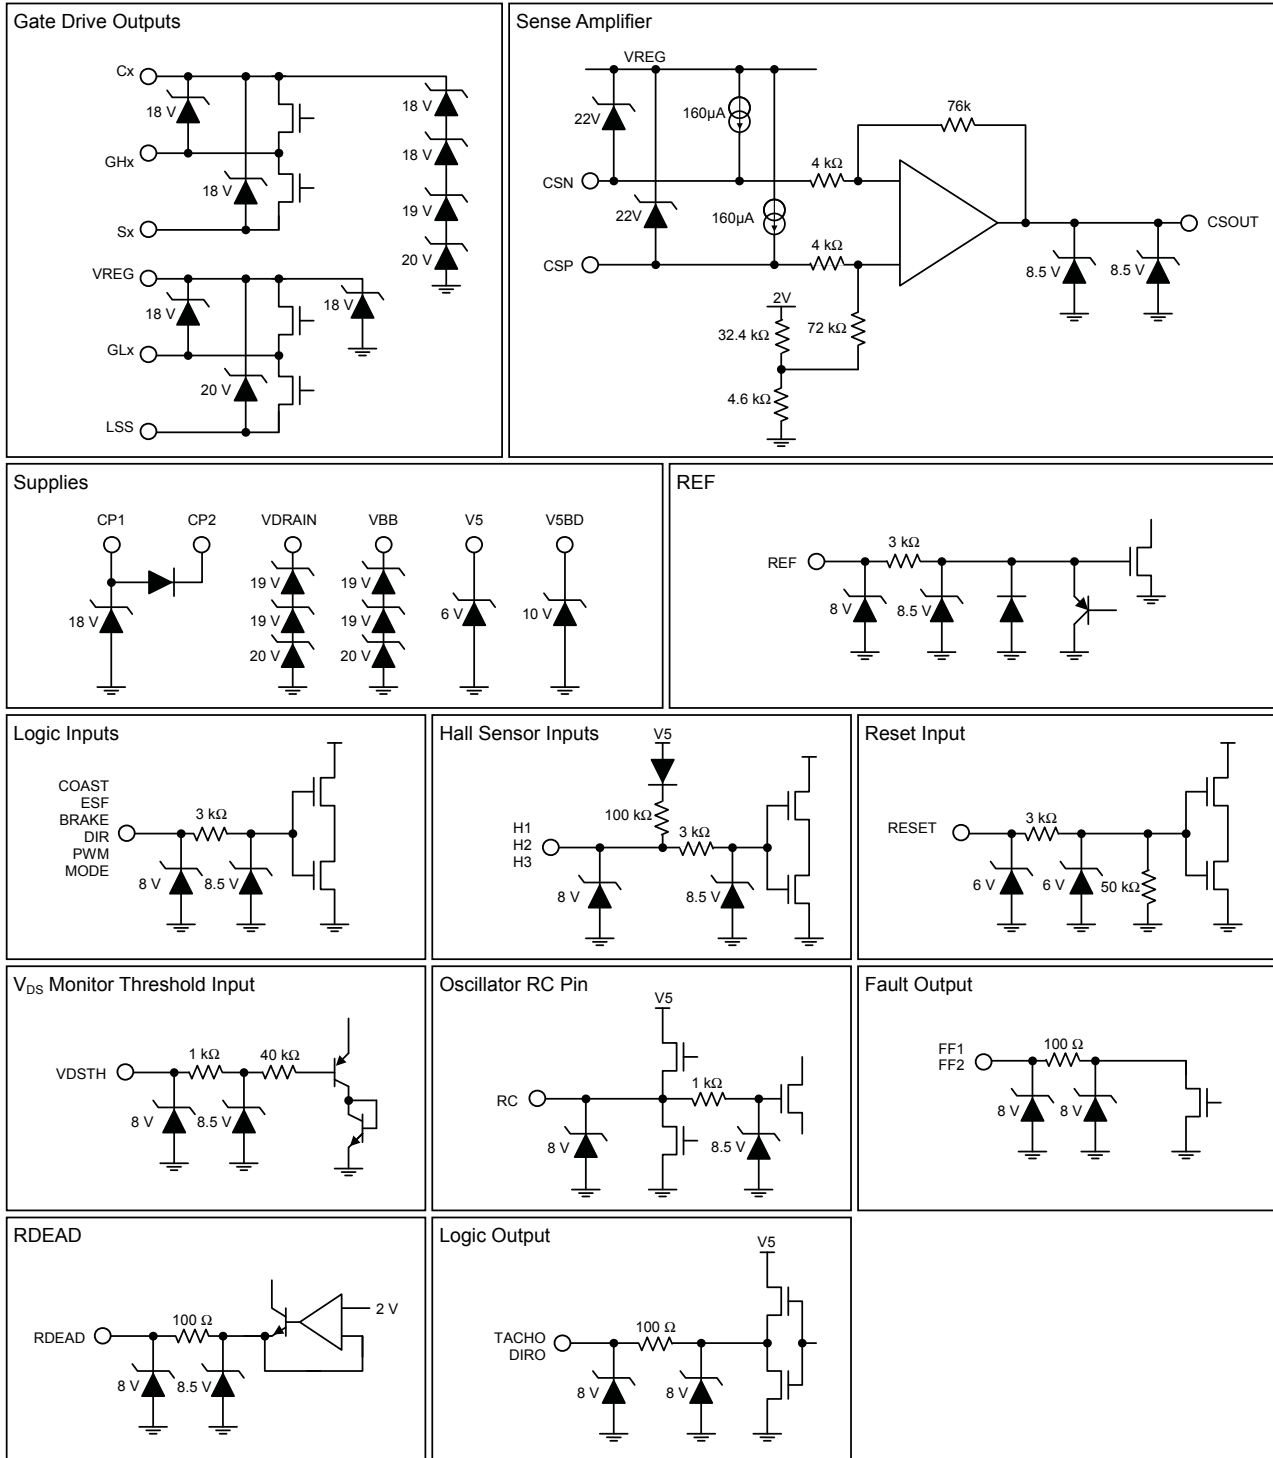 Gate Drive Outputs
Cx
18 V
GHx
18 V
Sx
18 V
18 V
19 V
20 V
VREG
18 V
18 V
GLx
20 V
LSS
Sense Amplifier
VREG
22V
160µA
76k
4 kΩ
CSN
22V
160µA
CSOUT
4 kΩ
CSP
8.5 V
8.5 V
2V
32.4 kΩ
72 kΩ
4.6 kΩ
Supplies
CP1
CP2
VDRAIN
VBB
V5
V5BD
18 V
19 V
19 V
20 V
19 V
19 V
20 V
6 V
10 V
REF
3 kΩ
REF
8 V
8.5 V
Logic Inputs
COAST
ESF
BRAKE
DIR
PWM
MODE
3 kΩ
8 V
8.5 V
Hall Sensor Inputs
V5
100 kΩ
3 kΩ
H1
H2
H3
8 V
8.5 V
Reset Input
3 kΩ
RESET
6 V
6 V
50 kΩ
VDS Monitor Threshold Input
1 kΩ
40 kΩ
VDSTH
8 V
8.5 V
Oscillator RC Pin
V5
1 kΩ
RC
8 V
8.5 V
Fault Output
FF1
FF2
100 Ω
8 V
8 V
RDEAD
2 V
100 Ω
RDEAD
8 V
8.5 V
Logic Output
V5
TACHO
DIRO
100 Ω
8 V
8 V